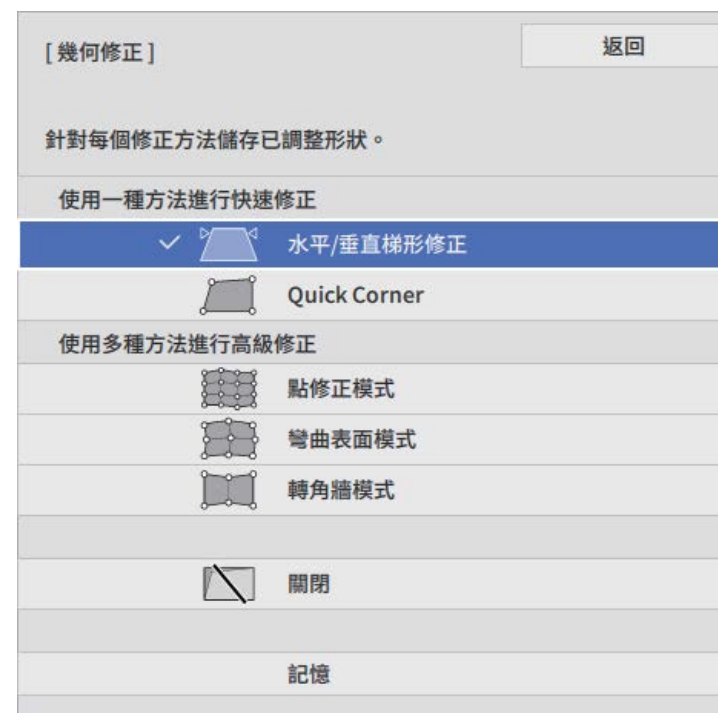 [ 幾何修正 ]
返回
針對每個修正方法儲存已調整形狀。
使用一種方法進行快速修正
水平/垂直梯形修正
Quick Corner
使用多種方法進行高級修正
點修正模式
彎曲表面模式
轉角牆模式
關閉
記憶